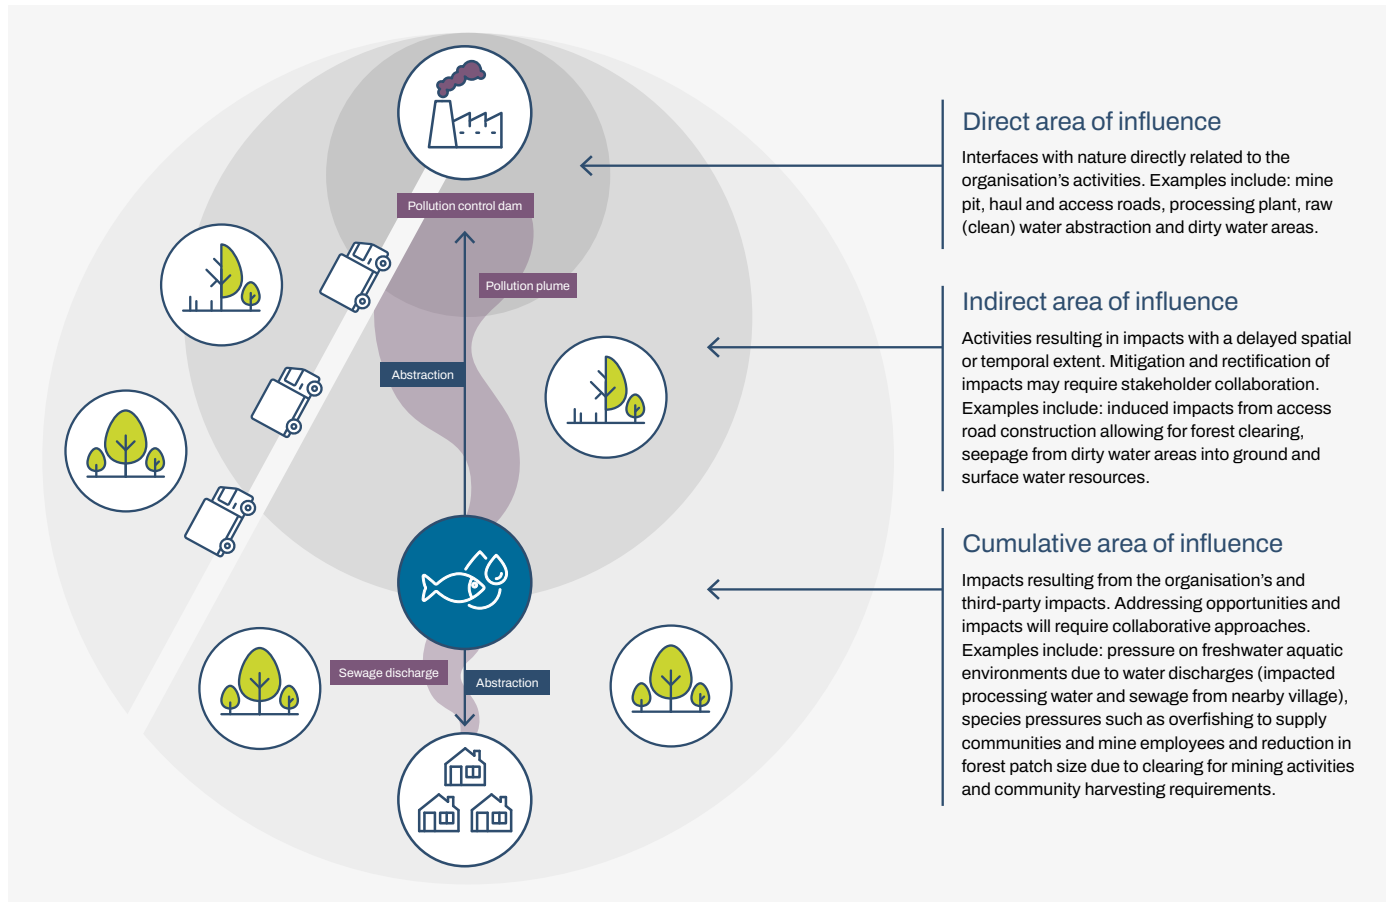 Pollution control dam
Pollution plume
Abstraction
Sewage discharge
Abstraction
Direct area of influence
Interfaces with nature directly related to the
organisation’s activities. Examples include: mine
pit, haul and access roads, processing plant, raw
(clean) water abstraction and dirty water areas.
Indirect area of influence
Activities resulting in impacts with a delayed spatial
or temporal extent. Mitigation and rectification of
impacts may require stakeholder collaboration.
Examples include: induced impacts from access
road construction allowing for forest clearing,
seepage from dirty water areas into ground and
surface water resources.
Cumulative area of influence
Impacts resulting from the organisation’s and
third-party impacts. Addressing opportunities and
impacts will require collaborative approaches.
Examples include: pressure on freshwater aquatic
environments due to water discharges (impacted
processing water and sewage from nearby village),
species pressures such as overfishing to supply
communities and mine employees and reduction in
forest patch size due to clearing for mining activities
and community harvesting requirements.